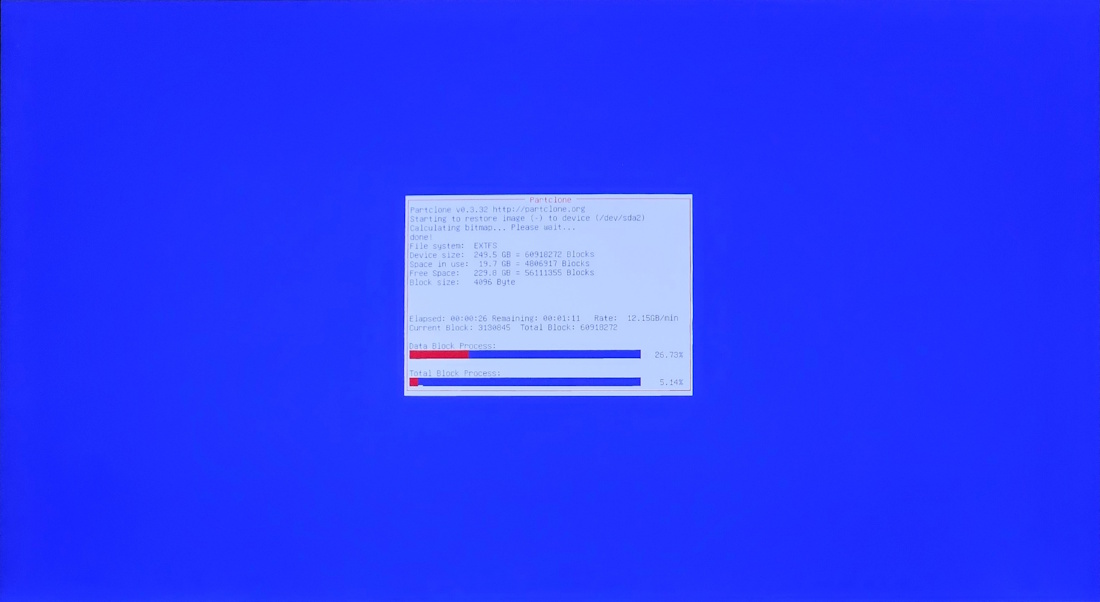 Partclone
Partclone v0.3.32 http://partclone.org
Starting to restore image (-) to device (/dev/sda2)
Calculating bitmap... Please wait...
done!
File system: EXTFS
Device size: 249.5 GB = 60918272 Blocks
Space in use: 19.7 GB = 4806917 Blocks
Free Space: 229.8 GB = 56111355 Blocks
Block size: 4096 Byte
Elapsed: 00:00:26 Remaining: 00:01:11 Rate: 12.15GB/min
Current Block: 3130845 Total Block: 60918272
Data Block Process:
26.73%
Total Block Process:
5.14%